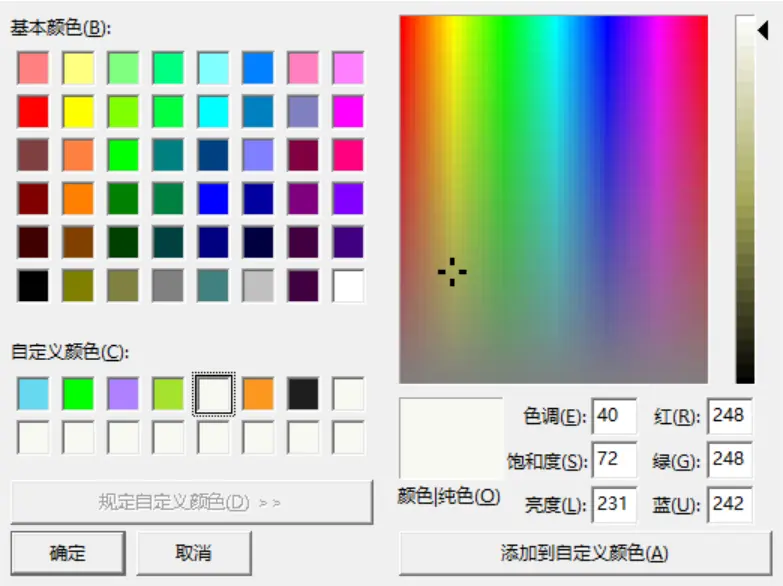 基本颜色(B):
自定义颜色(C):
规定自定义颜色(D) >>
确定
取消
色调(E): 40
红(R): 248
饱和度(S): 72
绿(G): 248
颜色|纯色(O)
亮度(L): 231
蓝(U): 242
添加到自定义颜色(A)